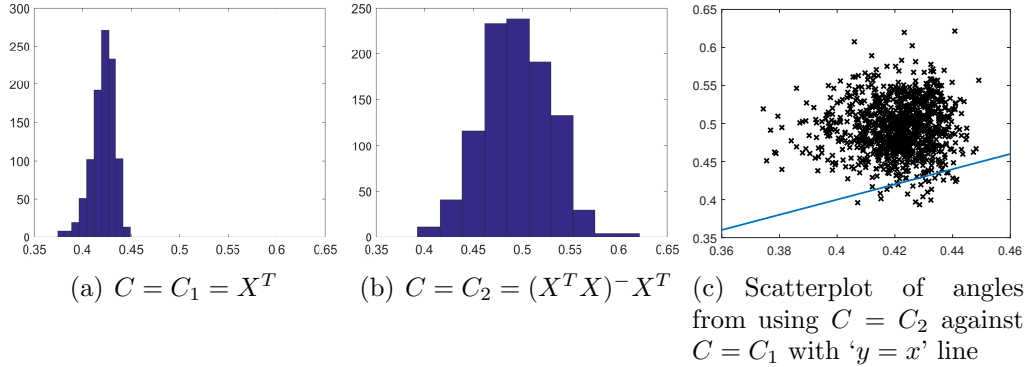 300
250
200
150
100
50
0
0.35 0.4 0.45 0.5 0.55 0.6 0.65
(a) C = C₁ = Xᵀ
250
200
150
100
50
0
0.35 0.4 0.45 0.5 0.55 0.6 0.65
(b) C = C₂ = (XᵀX)⁻Xᵀ
0.65
0.6
0.55
0.5
0.45
0.4
0.35
0.36 0.38 0.4 0.42 0.44 0.46
(c) Scatterplot of angles
from using C = C₂ against
C = C₁ with ‘y = x’ line